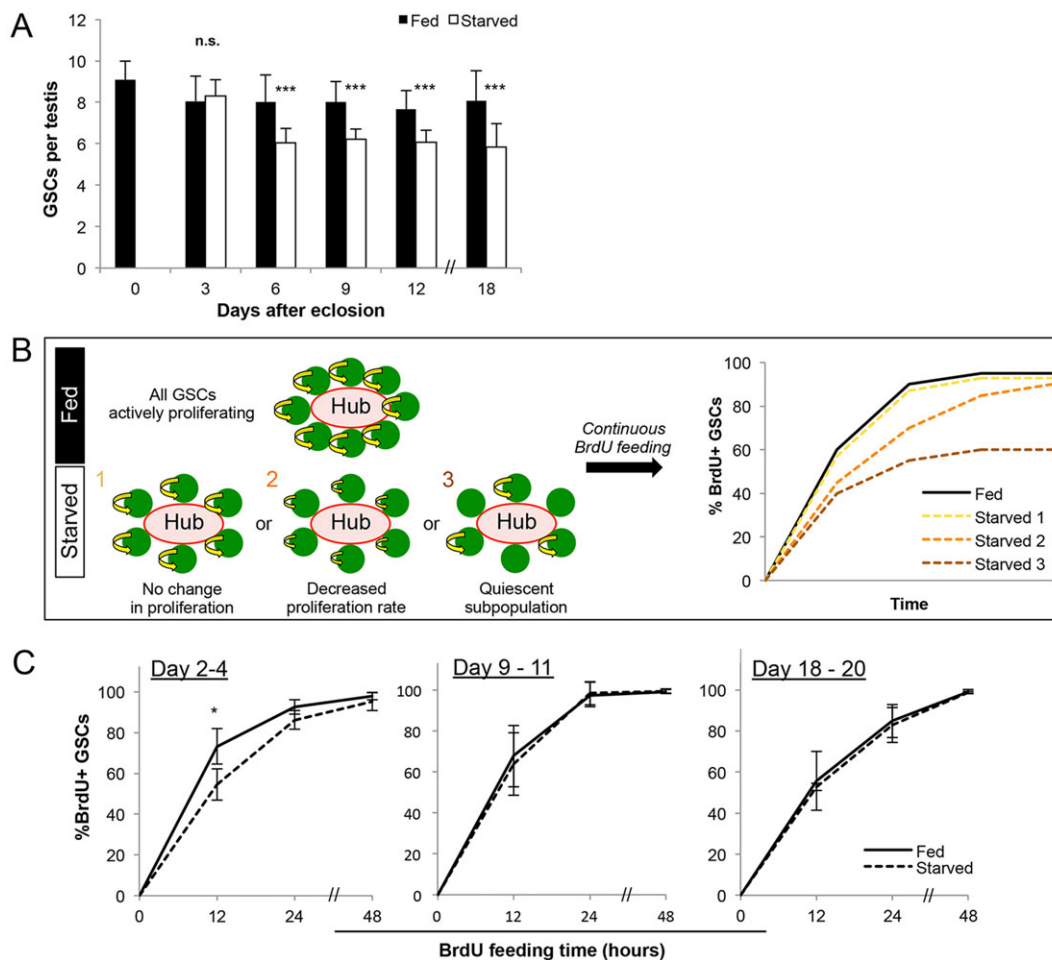 A
Fed Starved
n.s.
*** *** *** ***
GSCs per testis
12
10
8
6
4
2
0
0 3 6 9 12 // 18
Days after eclosion
B
Fed
All GSCs
actively proliferating
Hub
Starved
1 2 3
Hub or Hub or Hub
No change
in proliferation
Decreased
proliferation rate
Quiescent
subpopulation
Continuous
BrdU feeding
% BrdU+ GSCs
100
80
60
40
20
0
Fed
Starved 1
Starved 2
Starved 3
Time
C
Day 2-4
*
%BrdU+ GSCs
100
80
60
40
20
0
0 12 24 // 48
Day 9 - 11
100
80
60
40
20
0
0 12 24 // 48
Day 18 - 20
100
80
60
40
20
0
Fed
Starved
0 12 24 // 48
BrdU feeding time (hours)